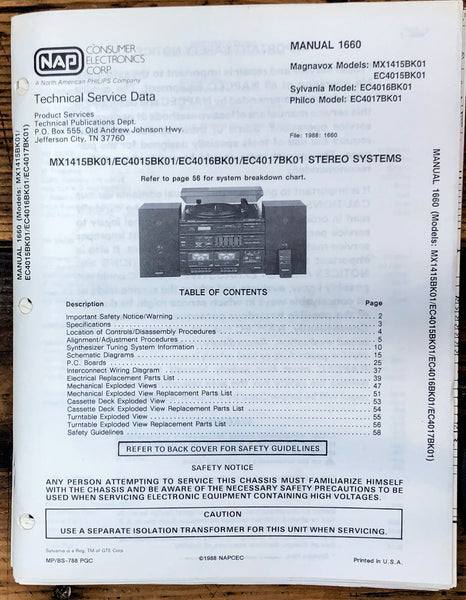 NAP
CONSUMER
ELECTRONICS
CORP.
A North American PHILIPS Company
Technical Service Data
Product Services
Technical Publications Dept.
P.O. Box 555, Old Andrew Johnson Hwy.
Jefferson City, TN 37760
MANUAL 1660
Magnavox Models: MX1415BK01
EC4015BK01
Sylvania Model: EC4016BK01
Philco Model: EC4017BK01
File: 1988: 1660
MANUAL 1660 (Models: MX1415BK01/
EC4015BK01/EC4016BK01/EC4017BK01)
MX1415BK01/EC4015BK01/EC4016BK01/EC4017BK01 STEREO SYSTEMS
Refer to page 56 for system breakdown chart.
MANUAL 1660 (Models: MX1415BK01/EC4015BK01/EC4016BK01/EC4017BK01)
TABLE OF CONTENTS
Description Page
Important Safety Notice/Warning 2
Specifications 3
Location of Controls/Disassembly Procedures 4
Alignment/Adjustment Procedures 5
Synthesizer Tuning System Information 10
Schematic Diagrams 15
P.C. Boards 25
Interconnect Wiring Diagram 37
Electrical Replacement Parts List 39
Mechanical Exploded Views 47
Mechanical Exploded View Replacement Parts List 51
Cassette Deck Exploded View 53
Cassette Deck Exploded View Replacement Parts List 54
Turntable Exploded View 55
Turntable Exploded View Replacement Parts List 56
Safety Guidelines 58
REFER TO BACK COVER FOR SAFETY GUIDELINES
SAFETY NOTICE
ANY PERSON ATTEMPTING TO SERVICE THIS CHASSIS MUST FAMILIARIZE HIMSELF
WITH THE CHASSIS AND BE AWARE OF THE NECESSARY SAFETY PRECAUTIONS TO BE
USED WHEN SERVICING ELECTRONIC EQUIPMENT CONTAINING HIGH VOLTAGES.
CAUTION
USE A SEPARATE ISOLATION TRANSFORMER FOR THIS UNIT WHEN SERVICING.
Sylvania is a Reg. TM of GTE Corp.
MP/BS-788 PGC
©1988 NAPCEC
Printed in U.S.A.